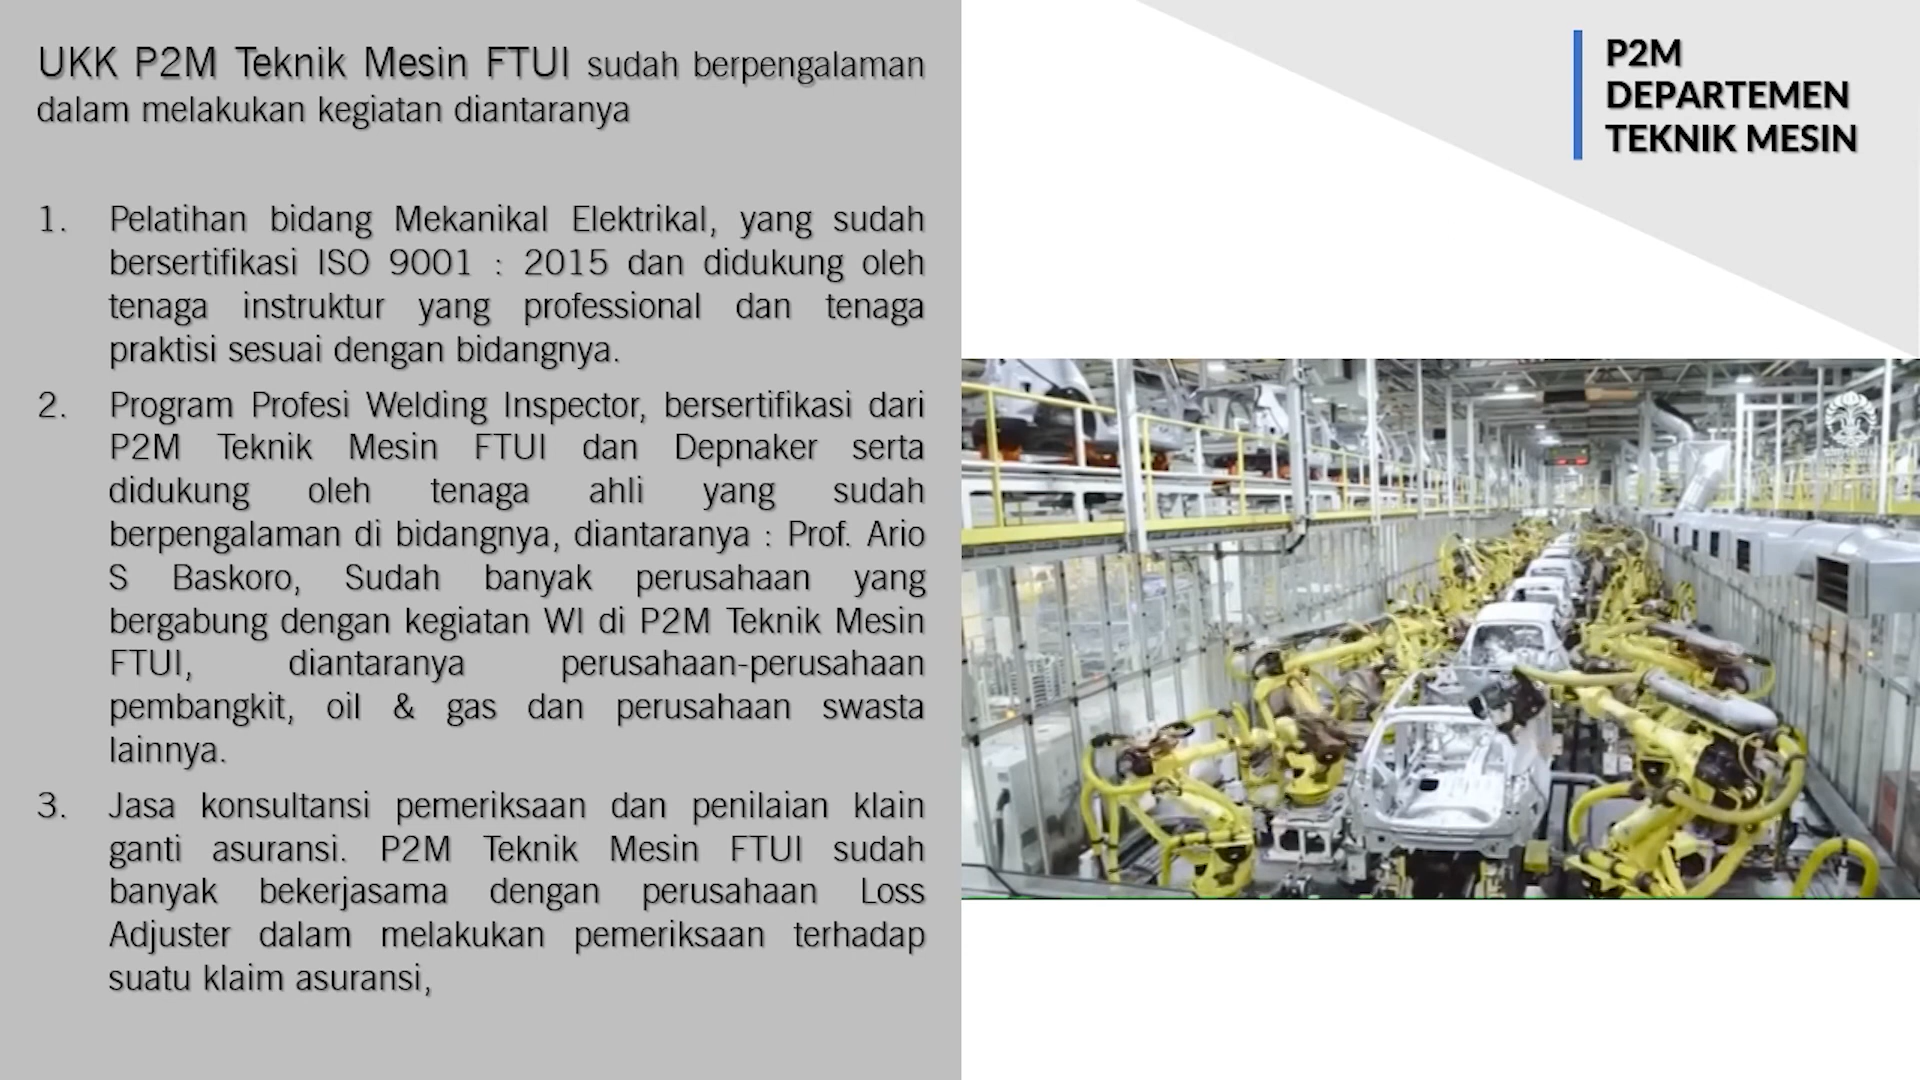 UKK P2M Teknik Mesin FTUI sudah berpengalaman
dalam melakukan kegiatan diantaranya
1. Pelatihan bidang Mekanikal Elektrikal, yang sudah
bersertifikasi ISO 9001 : 2015 dan didukung oleh
tenaga instruktur yang professional dan tenaga
praktisi sesuai dengan bidangnya.
2. Program Profesi Welding Inspector, bersertifikasi dari
P2M Teknik Mesin FTUI dan Depnaker serta
didukung oleh tenaga ahli yang sudah
berpengalaman di bidangnya, diantaranya : Prof. Ario
S Baskoro, Sudah banyak perusahaan yang
bergabung dengan kegiatan WI di P2M Teknik Mesin
FTUI, diantaranya perusahaan-perusahaan
pembangkit, oil & gas dan perusahaan swasta
lainnya.
3. Jasa konsultansi pemeriksaan dan penilaian klain
ganti asuransi. P2M Teknik Mesin FTUI sudah
banyak bekerjasama dengan perusahaan Loss
Adjuster dalam melakukan pemeriksaan terhadap
suatu klaim asuransi,
P2M
DEPARTEMEN
TEKNIK MESIN